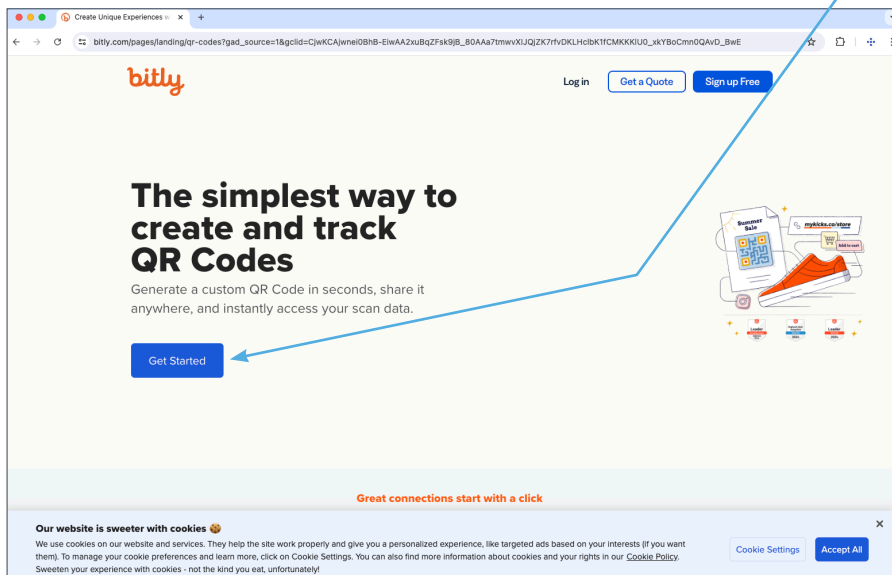 Create Unique Experiences w
bitly.com/pages/landing/qr-codes?gad_source=1&gclid=CjwKCAjwnei0BhB-EiwAA2xuBqZFsk9jB_80AAa7tmwvXIJQjZK7rfvDKLHclbK1fCMKKKlU0_xkYBoCmn0QAvD_BwE
bitly
Log in
Get a Quote
Sign up Free
The simplest way to
create and track
QR Codes
Generate a custom QR Code in seconds, share it
anywhere, and instantly access your scan data.
Get Started
Summer
Sale
mykicks.co/store
Add to cart
Leader
Leader
2024
2024
2024
Great connections start with a click
Our website is sweeter with cookies 🍪
We use cookies on our website and services. They help the site work properly and give you a personalized experience, like targeted ads based on your interests (if you want
them). To manage your cookie preferences and learn more, click on Cookie Settings. You can also find more information about cookies and your rights in our Cookie Policy.
Sweeten your experience with cookies - not the kind you eat, unfortunately!
Cookie Settings
Accept All